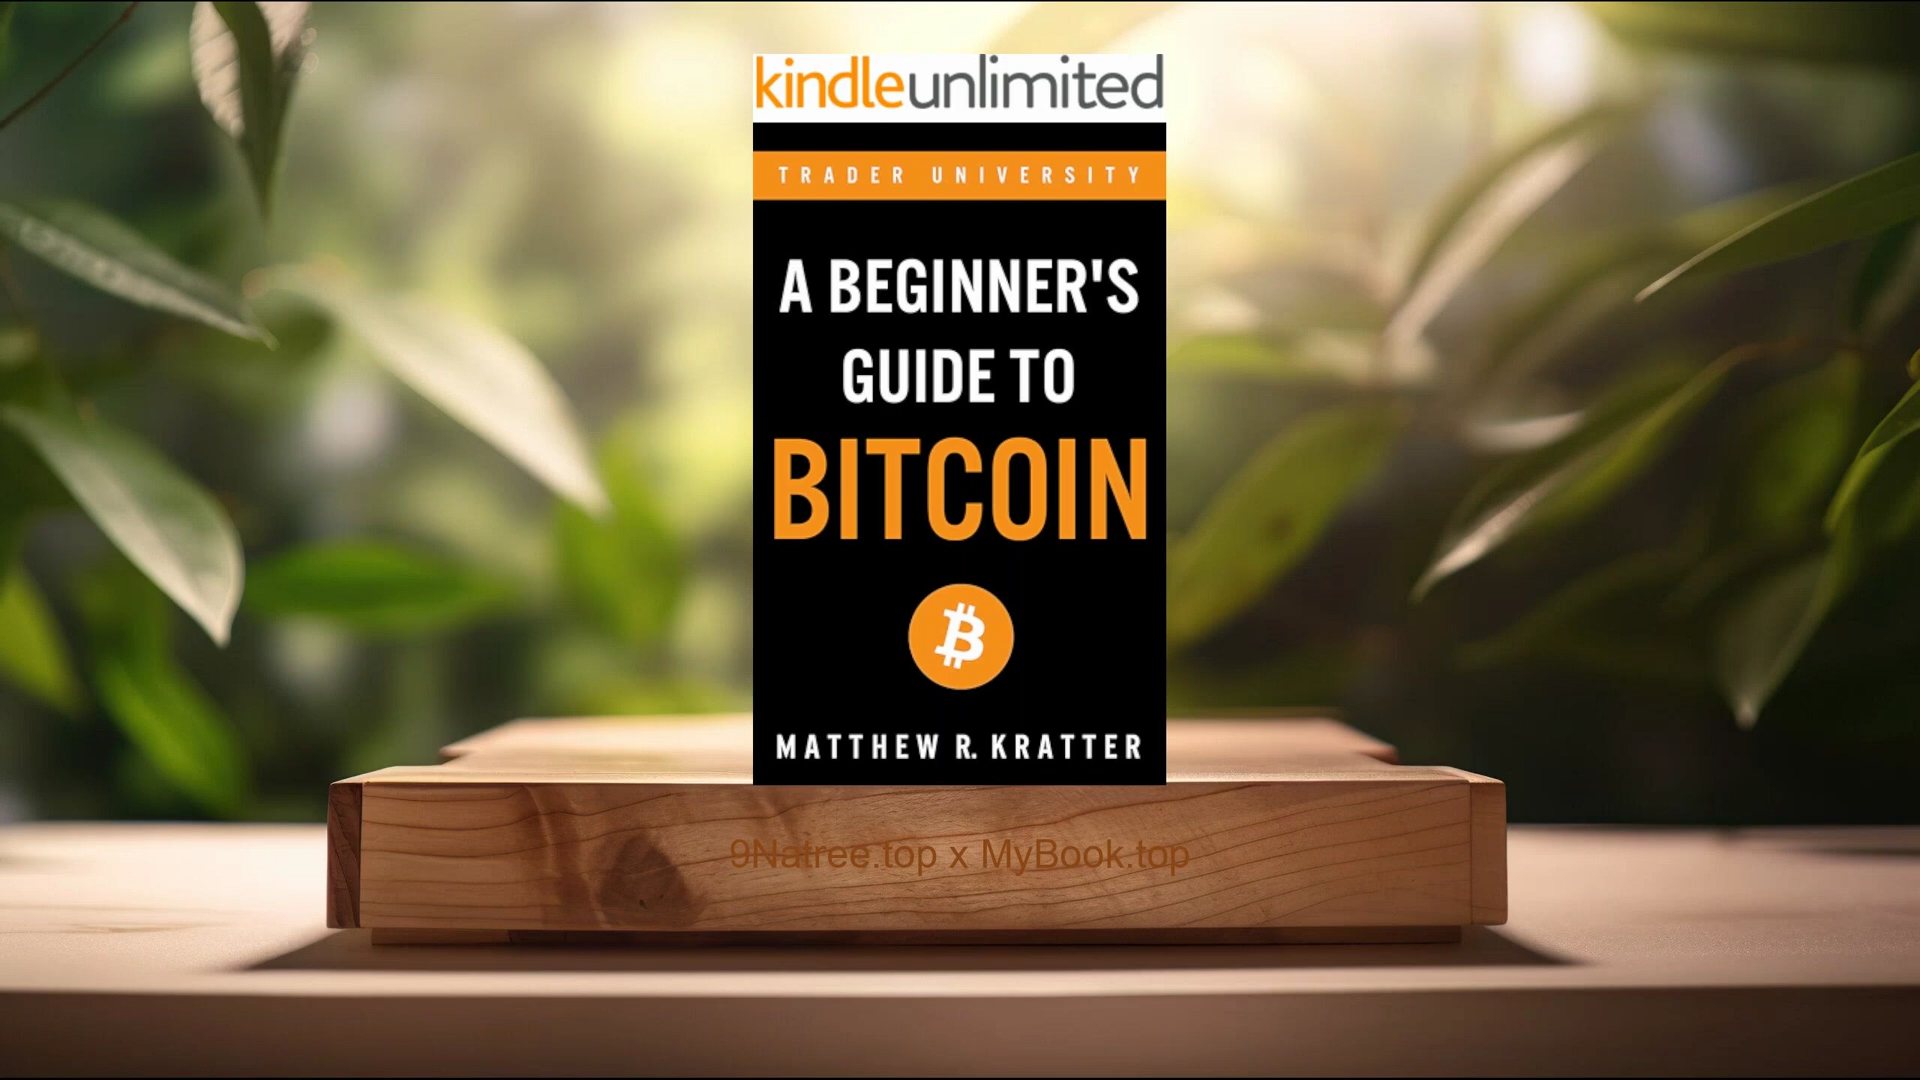 kindleunlimited
TRADER UNIVERSITY
A BEGINNER'S
GUIDE TO
BITCOIN
₿
MATTHEW R. KRATTER
9Natree.top x MyBook.top